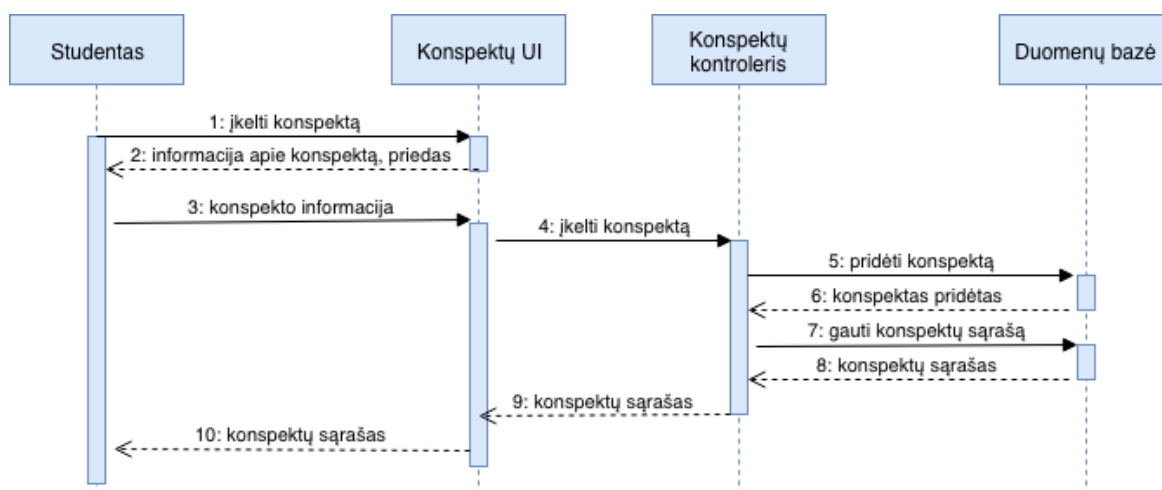 Studentas
Konspektų UI
Konspektų
kontroleris
Duomenų bazė
1: įkelti konspektą
2: informacija apie konspektą, priedas
3: konspekto informacija
4: įkelti konspektą
5: pridėti konspektą
6: konspektas pridėtas
7: gauti konspektų sąrašą
8: konspektų sąrašas
9: konspektų sąrašas
10: konspektų sąrašas